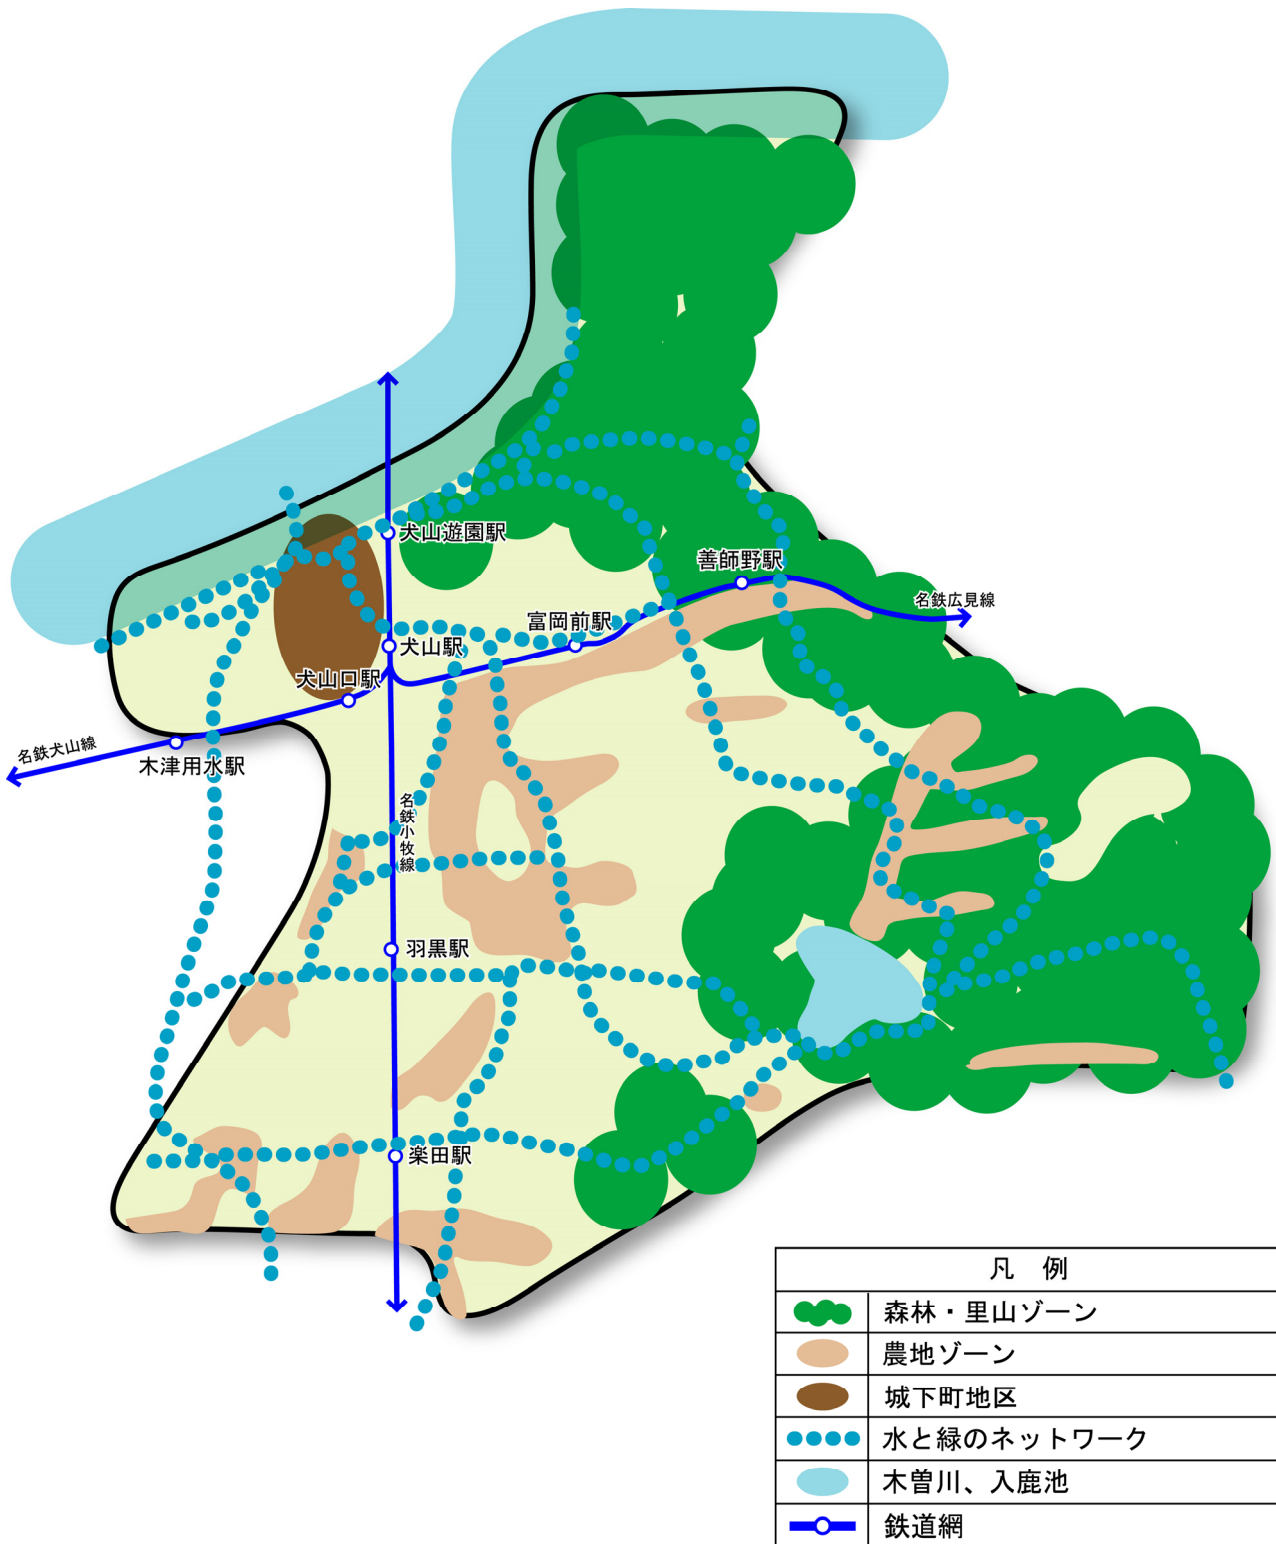 犬山遊園駅
善師野駅
名鉄広見線
富岡前駅
犬山駅
犬山口駅
名鉄犬山線
木津用水駅
名鉄小牧線
羽黒駅
楽田駅
凡 例
森林・里山ゾーン
農地ゾーン
城下町地区
水と緑のネットワーク
木曽川、入鹿池
鉄道網